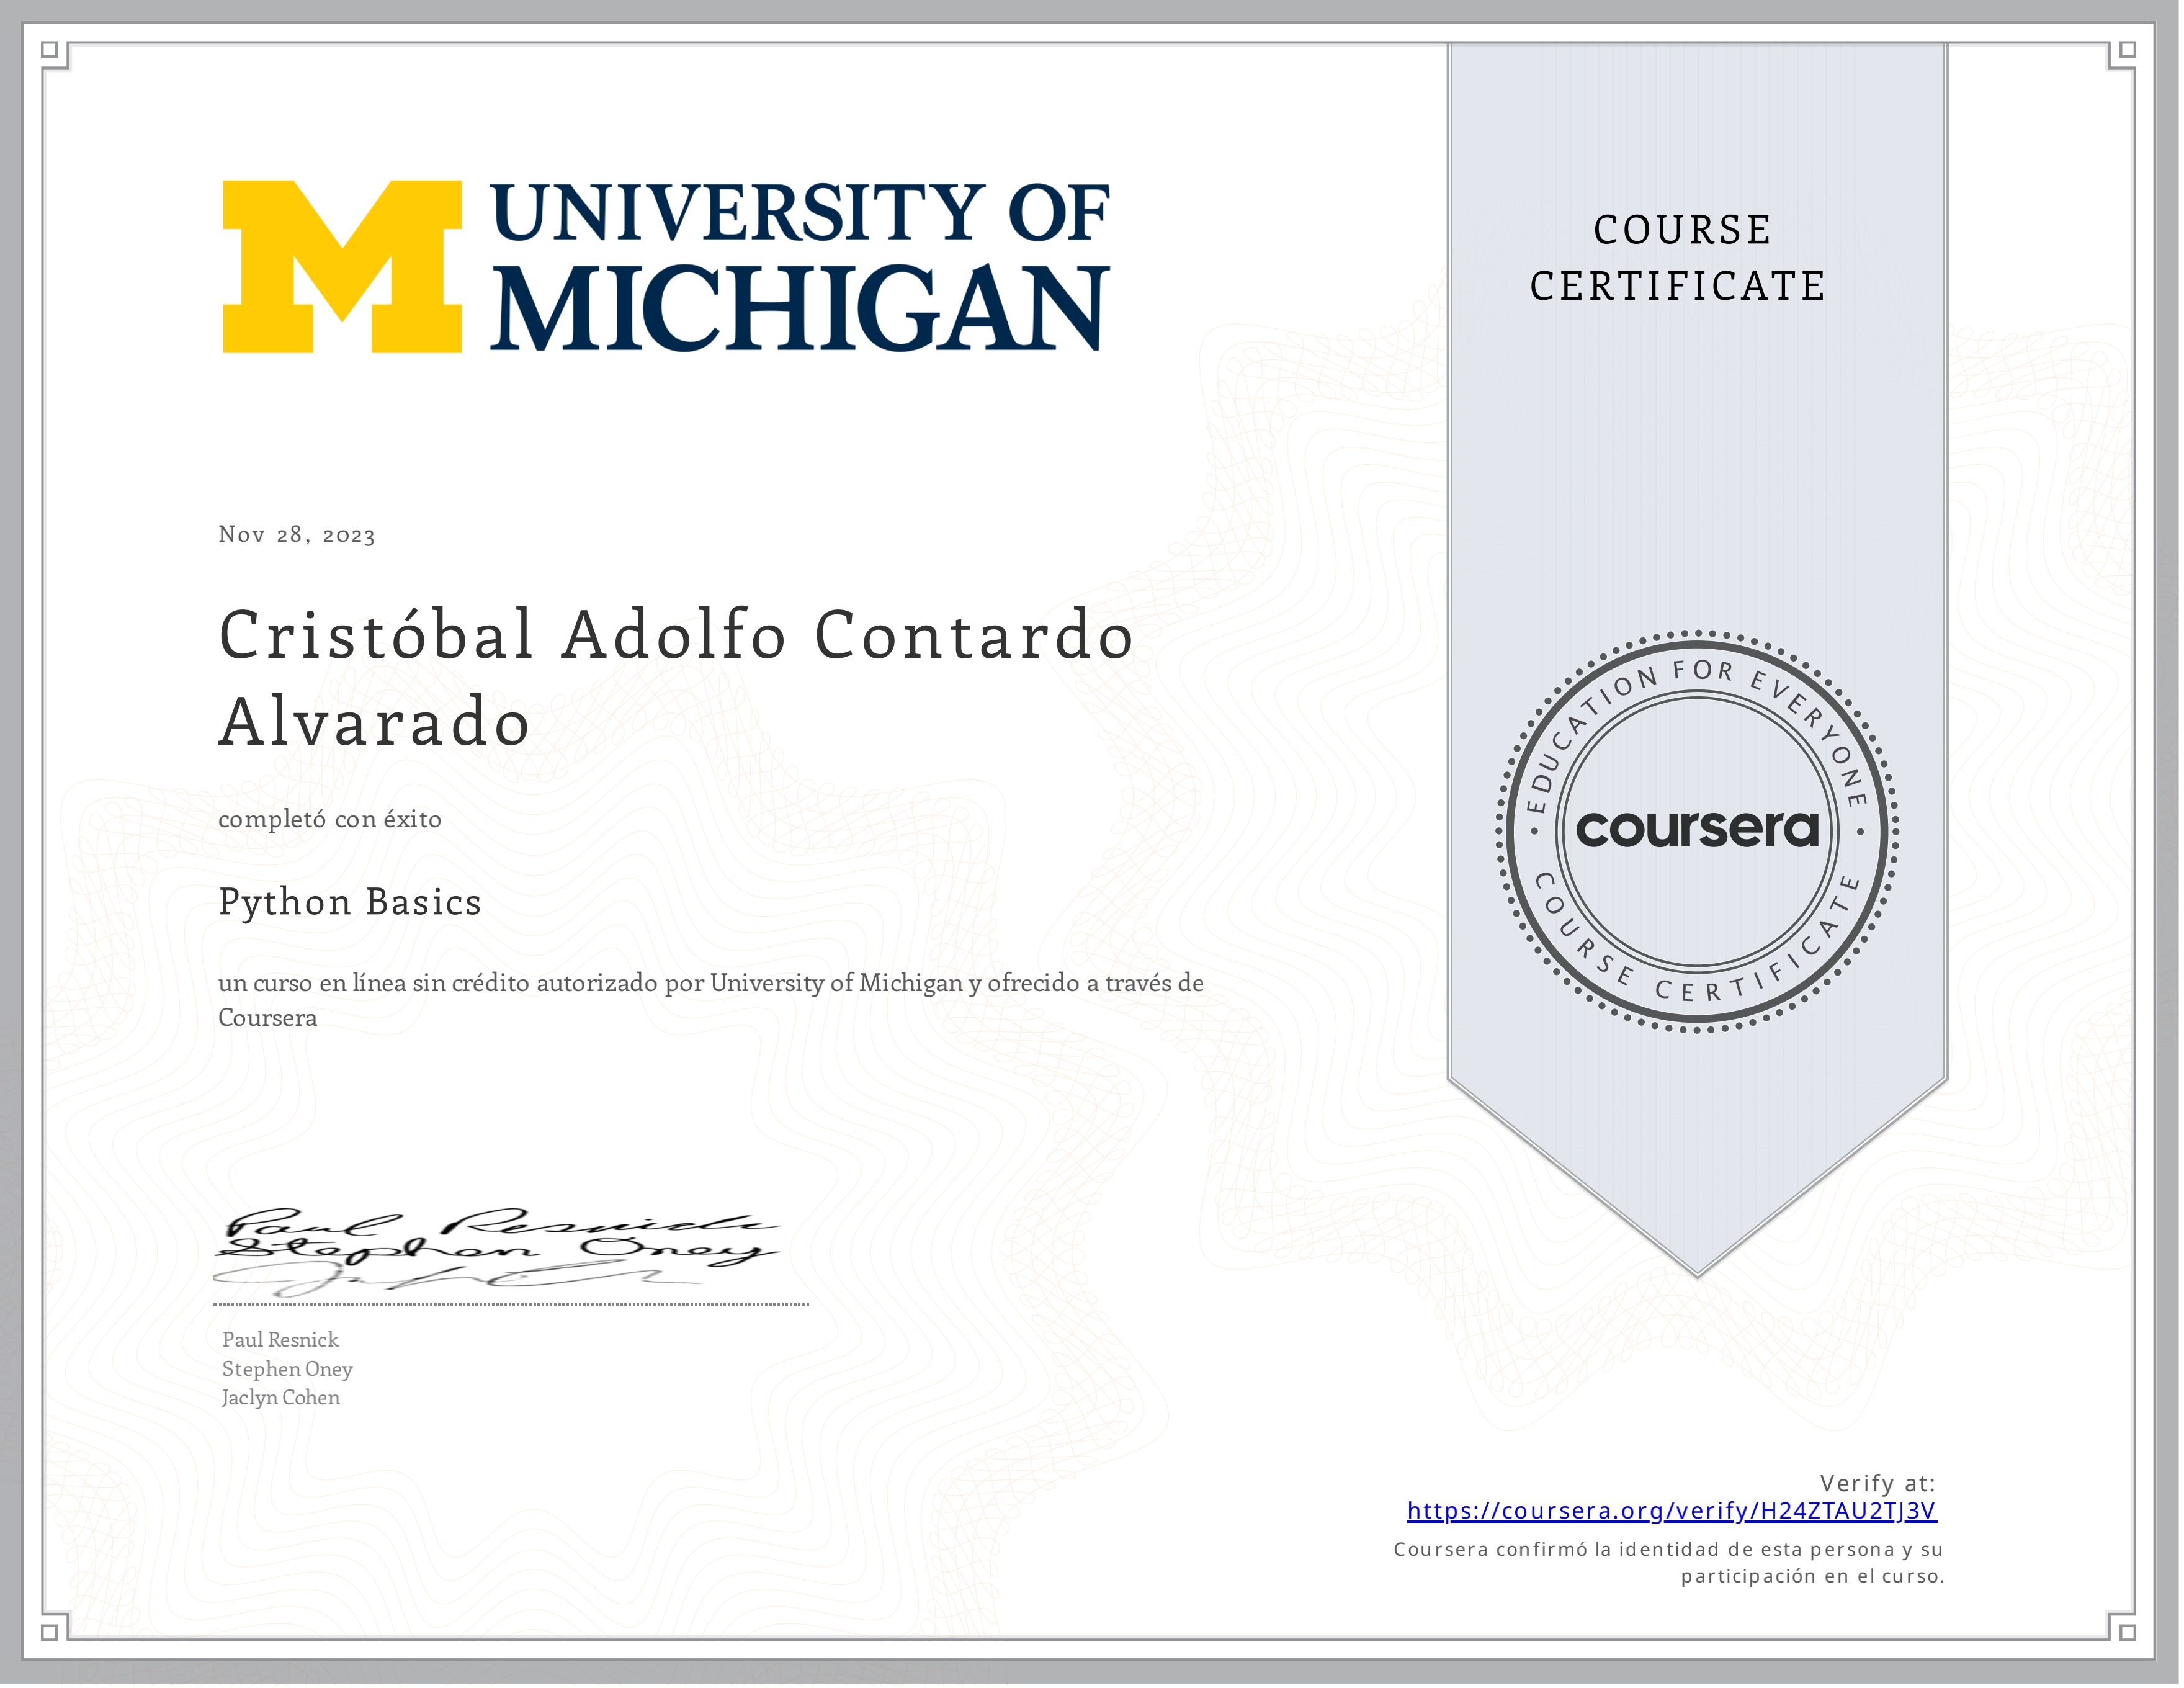 UNIVERSITY OF
MICHIGAN
COURSE
CERTIFICATE
Nov 28, 2023
Cristóbal Adolfo Contardo
Alvarado
completó con éxito
Python Basics
un curso en línea sin crédito autorizado por University of Michigan y ofrecido a través de
Coursera
EDUCATION FOR EVERYONE
coursera
COURSE CERTIFICATE
Paul Resnick
Stephen Oney
Paul Resnick
Stephen Oney
Jaclyn Cohen
Verify at:
https://coursera.org/verify/H24ZTAU2TJ3V
Coursera confirmó la identidad de esta persona y su
participación en el curso.